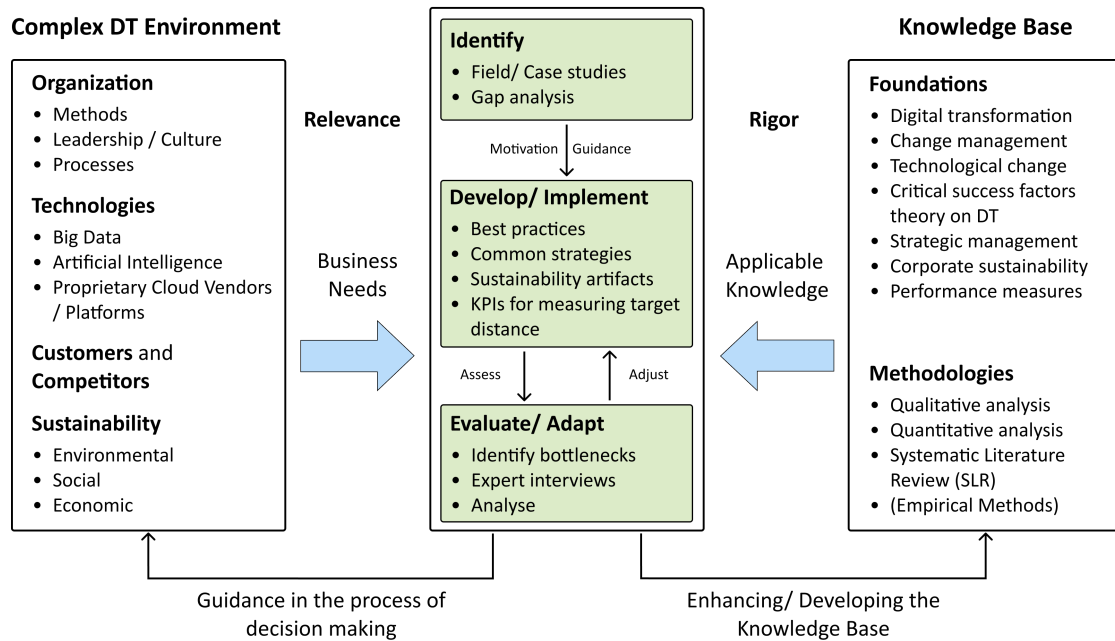 Complex DT Environment
Organization
• Methods
• Leadership / Culture
• Processes
Technologies
• Big Data
• Artificial Intelligence
• Proprietary Cloud Vendors
/ Platforms
Customers and
Competitors
Sustainability
• Environmental
• Social
• Economic
Relevance
Business
Needs
Identify
• Field/ Case studies
• Gap analysis
Motivation
Guidance
Develop/ Implement
• Best practices
• Common strategies
• Sustainability artifacts
• KPIs for measuring target
distance
Assess
Adjust
Evaluate/ Adapt
• Identify bottlenecks
• Expert interviews
• Analyse
Rigor
Applicable
Knowledge
Knowledge Base
Foundations
• Digital transformation
• Change management
• Technological change
• Critical success factors
theory on DT
• Strategic management
• Corporate sustainability
• Performance measures
Methodologies
• Qualitative analysis
• Quantitative analysis
• Systematic Literature
Review (SLR)
• (Empirical Methods)
Guidance in the process of
decision making
Enhancing/ Developing the
Knowledge Base